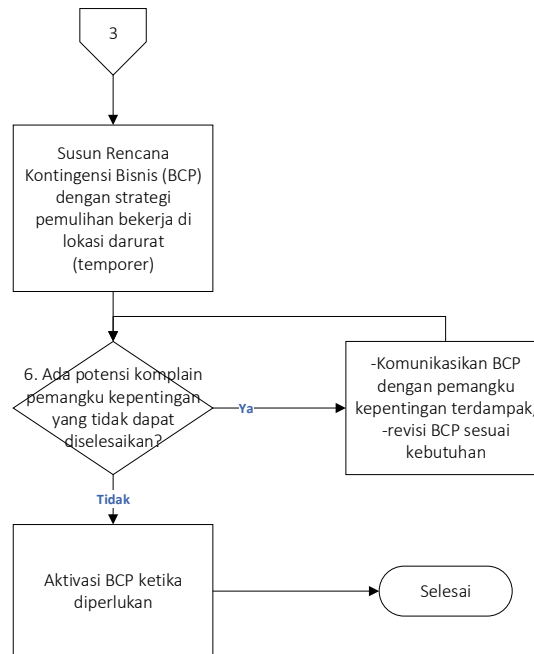 3
Susun Rencana
Kontingensi Bisnis (BCP)
dengan strategi
pemulihan bekerja di
lokasi darurat
(temporer)
6. Ada potensi komplain
pemangku kepentingan
yang tidak dapat
diselesaikan?
Ya
-Komunikasikan BCP
dengan pemangku
kepentingan terdampak,
-revisi BCP sesuai
kebutuhan
Tidak
Aktivasi BCP ketika
diperlukan
Selesai